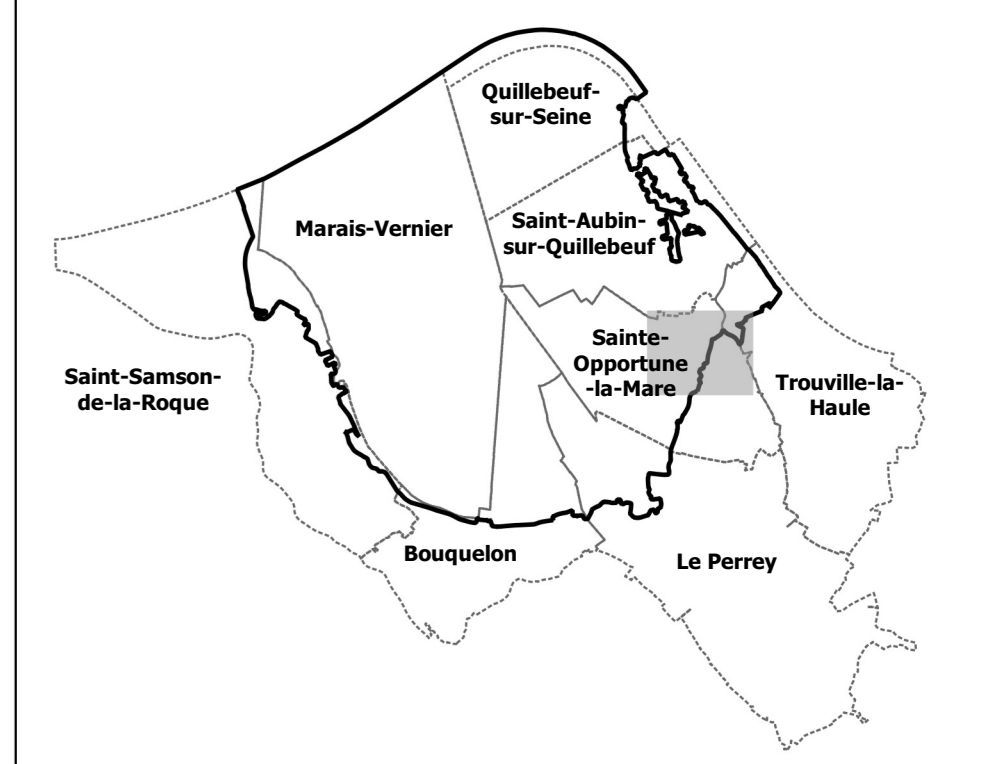 Quillebeuf-
sur-Seine
Marais-Vernier
Saint-Aubin-
sur-Quillebeuf
Sainte-
Opportune
-la-Mare
Saint-Samson-
de-la-Roque
Trouville-la-
Haule
Bouquelon
Le Perrey